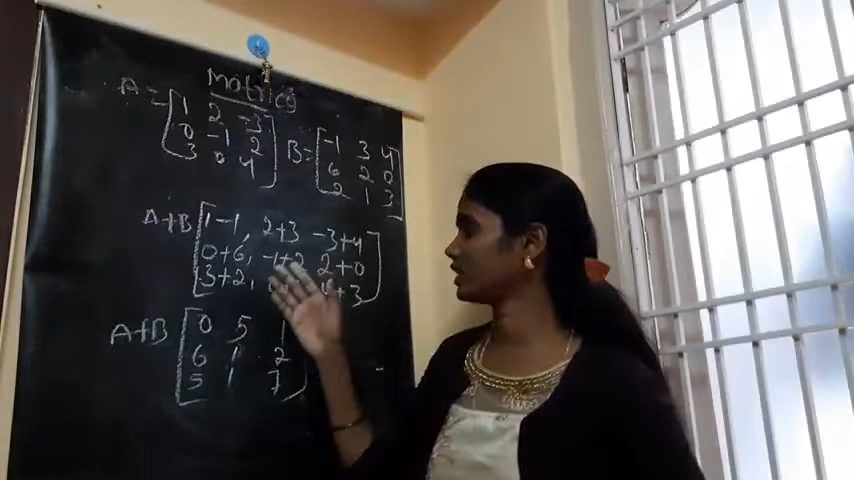 Matrics
A = [1 2 -3
0 -1 2
3 0 4]
B = [-1 3 4
6 2 0
2 1 3]
A+B [1-1, 2+3 -3+4
0+6, -1+2 2+0
3+2, +3]
A+B [0 5 1
6 1 2
5 1 7]